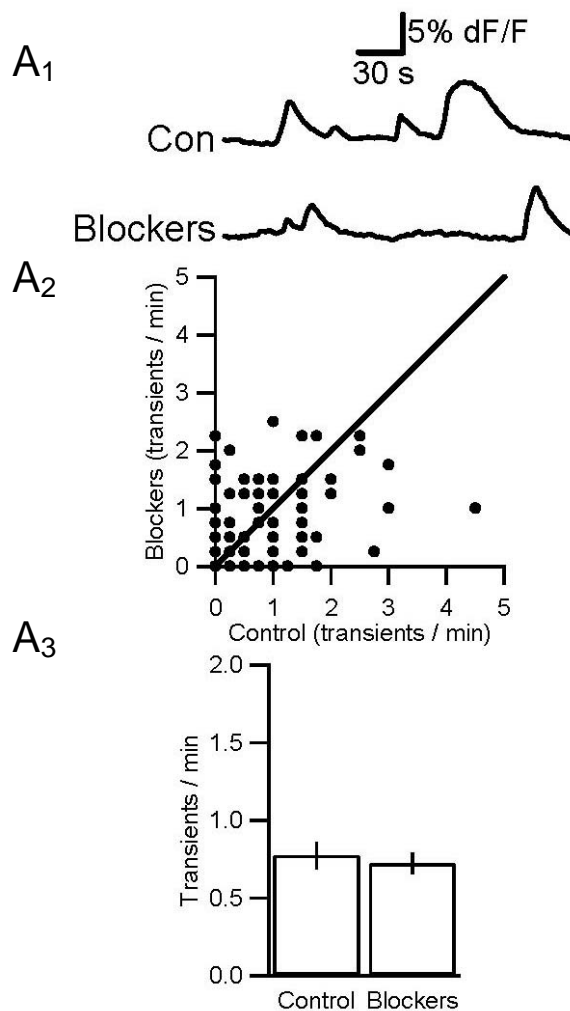 A1
5% dF/F
30 s
Con
Blockers
A2
Blockers (transients / min)
5
4
3
2
1
0
0 1 2 3 4 5
Control (transients / min)
A3
Transients / min
2.0
1.5
1.0
0.5
0.0
Control Blockers